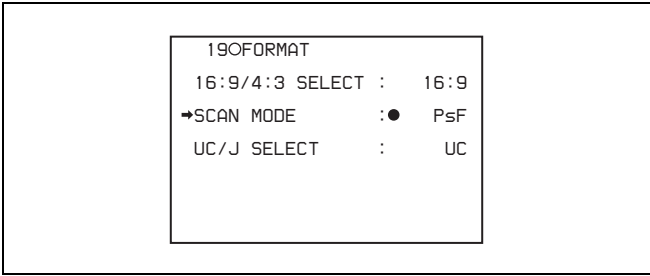 19○FORMAT
16:9/4:3 SELECT : 16:9
➡SCAN MODE :● PsF
UC/J SELECT : UC